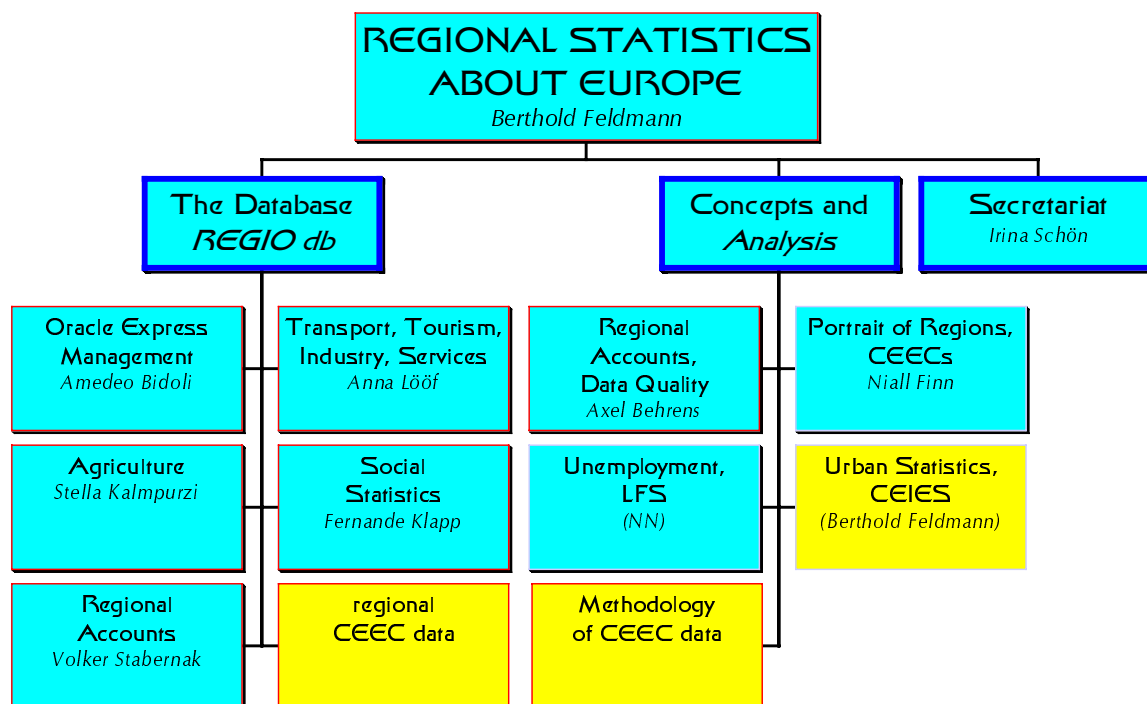 REGIONAL STATISTICS
ABOUT EUROPE
Berthold Feldmann
The Database
REGIO db
Concepts and
Analysis
Secretariat
Irina Schön
Oracle Express
Management
Amedeo Bidoli
Transport, Tourism,
Industry, Services
Anna Lööf
Regional
Accounts,
Data Quality
Axel Behrens
Portrait of Regions,
CEECs
Niall Finn
Agriculture
Stella Kalmpurzi
Social
Statistics
Fernande Klapp
Unemployment,
LFS
(NN)
Urban Statistics,
CEIES
(Berthold Feldmann)
Regional
Accounts
Volker Stabernak
regional
CEEC data
Methodology
of CEEC data